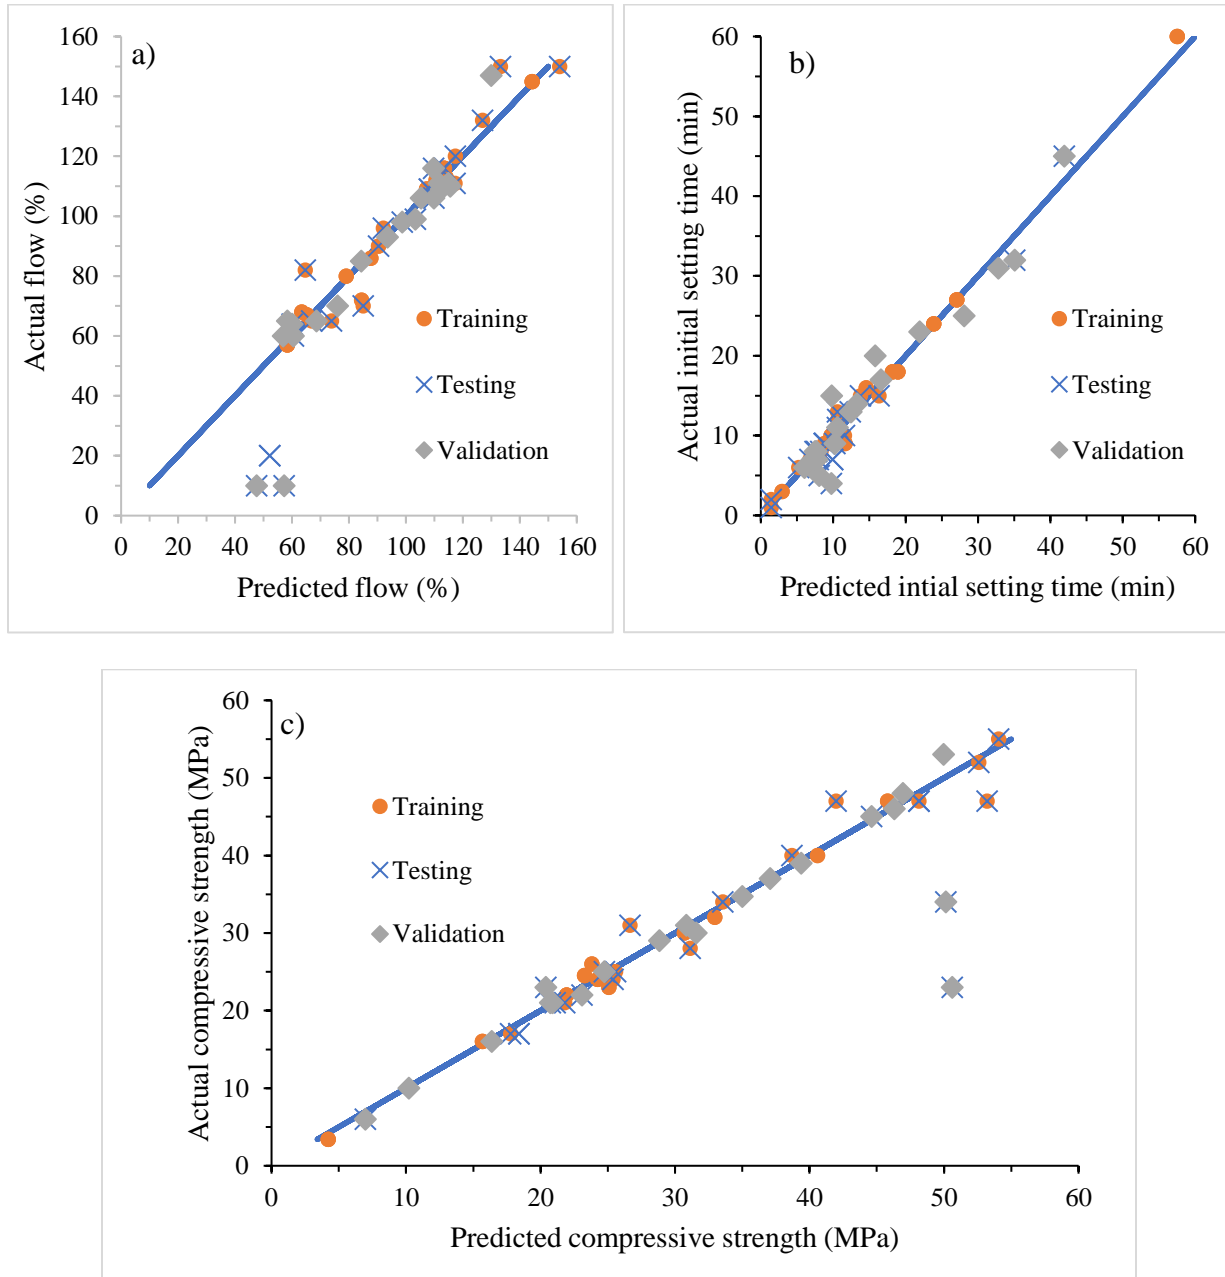 a)
160
140
120
100
80
60
40
20
0
Actual flow (%)
Training
Testing
Validation
0 20 40 60 80 100 120 140 160
Predicted flow (%)
b)
60
50
40
30
20
10
0
Actual initial setting time (min)
Training
Testing
Validation
0 10 20 30 40 50 60
Predicted intial setting time (min)
c)
60
50
40
30
20
10
0
Actual compressive strength (MPa)
Training
Testing
Validation
0 10 20 30 40 50 60
Predicted compressive strength (MPa)